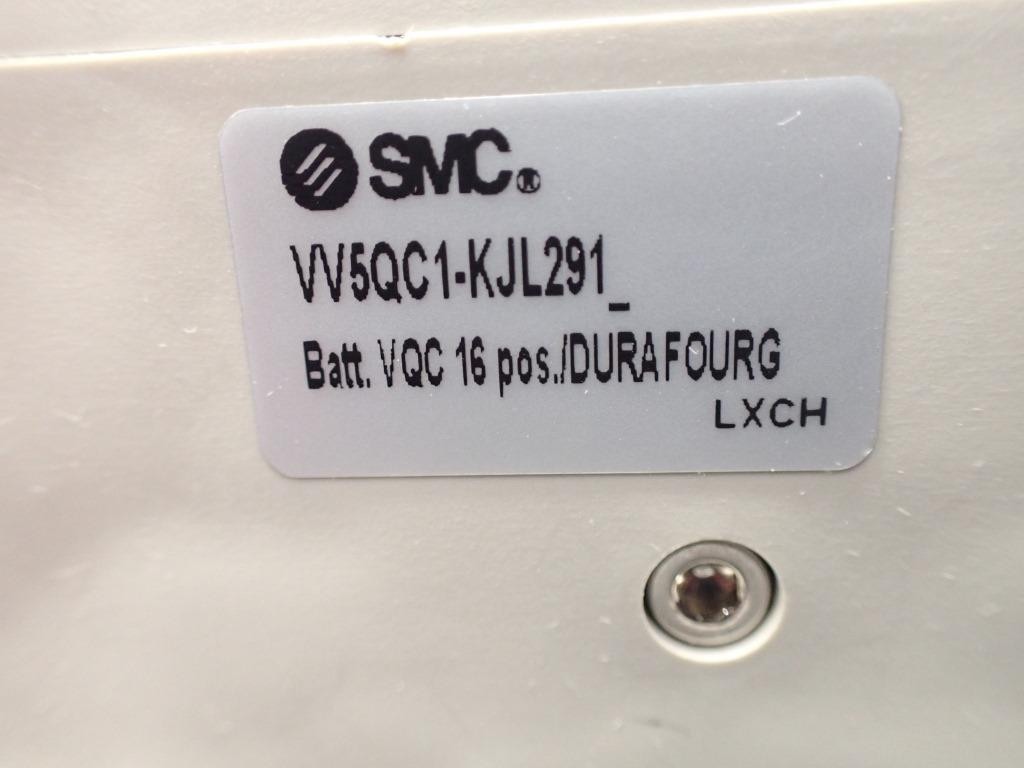 SMC®
VV5QC1-KJL291_
Batt. VQC 16 pos./DURAFOURG
LXCH